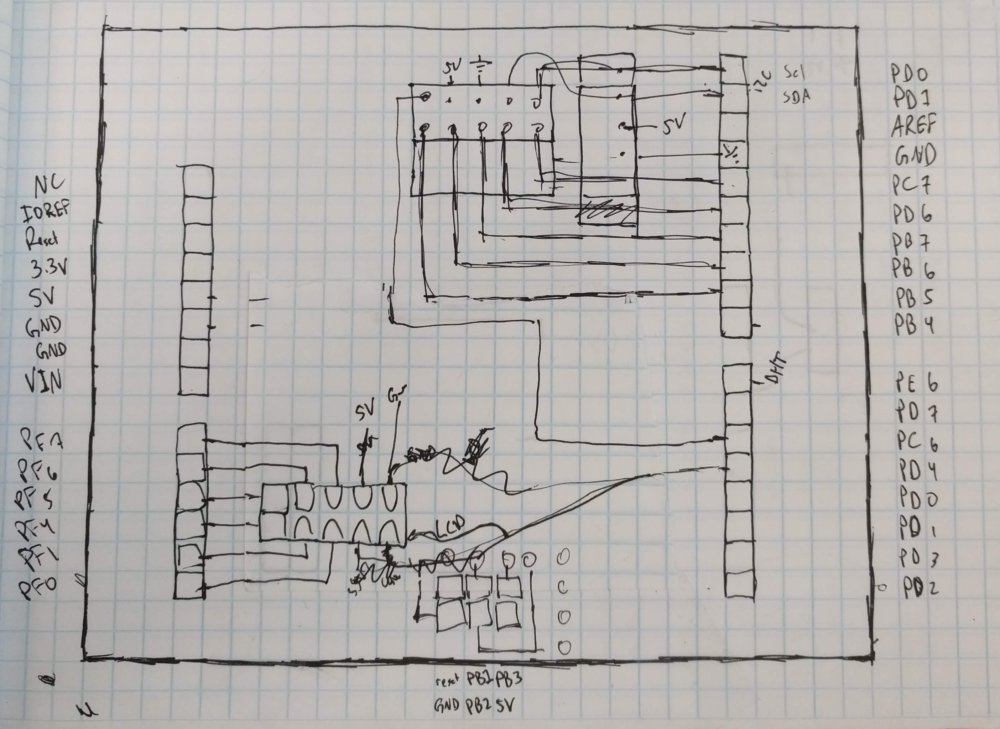 5V
I2C
Scl
SDA
5V
PD0
PD1
AREF
GND
PC7
PD6
PB7
PB6
PB5
PB4
NC
IOREF
Reset
3.3V
5V
GND
GND
VIN
DHT
PE6
PD7
PC6
PD4
PD0
PD1
PD3
PD2
PF7
PF6
PF5
PF4
PF1
PF0
5V
LCD
reset PB1 PB3
GND PB2 5V